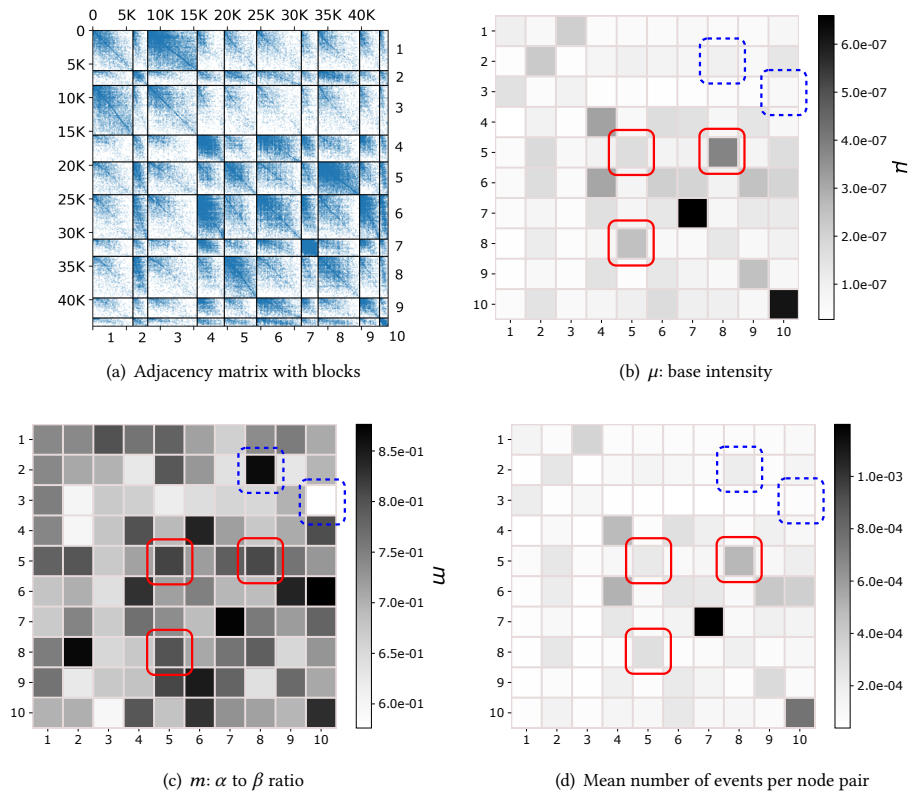 0 10K 20K 30K 40K
5K 15K 25K 35K
0
5K
10K
15K
20K
25K
30K
35K
40K
1
2
3
4
5
6
7
8
9
10
1 2 3 4 5 6 7 8 9
(a) Adjacency matrix with blocks
1
2
3
4
5
6
7
8
9
10
1 2 3 4 5 6 7 8 9 10
6.0e-07
5.0e-07
4.0e-07
3.0e-07
2.0e-07
1.0e-07
μ
(b) μ: base intensity
1
2
3
4
5
6
7
8
9
10
1 2 3 4 5 6 7 8 9 10
8.5e-01
8.0e-01
7.5e-01
7.0e-01
6.5e-01
6.0e-01
m
(c) m: α to β ratio
1
2
3
4
5
6
7
8
9
10
1 2 3 4 5 6 7 8 9 10
1.0e-03
8.0e-04
6.0e-04
4.0e-04
2.0e-04
(d) Mean number of events per node pair